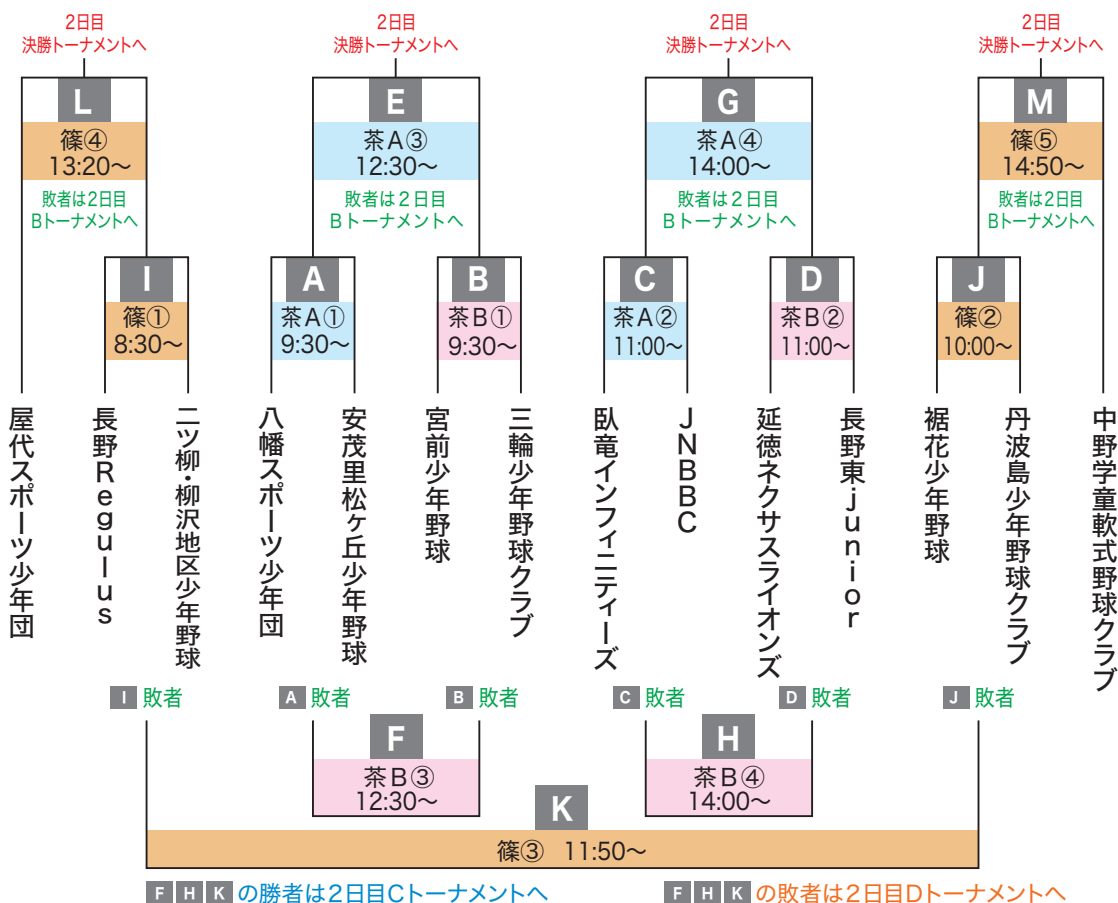 2日目
決勝トーナメントへ
2日目
決勝トーナメントへ
2日目
決勝トーナメントへ
2日目
決勝トーナメントへ
L
篠④
13:20～
敗者は2日目
Bトーナメントへ
E
茶A③
12:30～
敗者は２日目
Ｂトーナメントへ
G
茶A④
14:00～
敗者は２日目
Ｂトーナメントへ
M
篠⑤
14:50～
敗者は2日目
Bトーナメントへ
I
篠①
8:30～
A
茶A①
9:30～
B
茶B①
9:30～
C
茶A②
11:00～
D
茶B②
11:00～
J
篠②
10:00～
屋代スポーツ少年団
長野Regulus
二ツ柳・柳沢地区少年野球
八幡スポーツ少年団
安茂里松ヶ丘少年野球
宮前少年野球
三輪少年野球クラブ
臥竜インフィニティーズ
JNBBC
延徳ネクサスライオンズ
長野東junior
裾花少年野球
丹波島少年野球クラブ
中野学童軟式野球クラブ
I 敗者
A 敗者
B 敗者
C 敗者
D 敗者
J 敗者
F
茶B③
12:30～
H
茶B④
14:00～
K
篠③ 11:50～
F H K の勝者は2日目Cトーナメントへ
F H K の敗者は2日目Dトーナメントへ